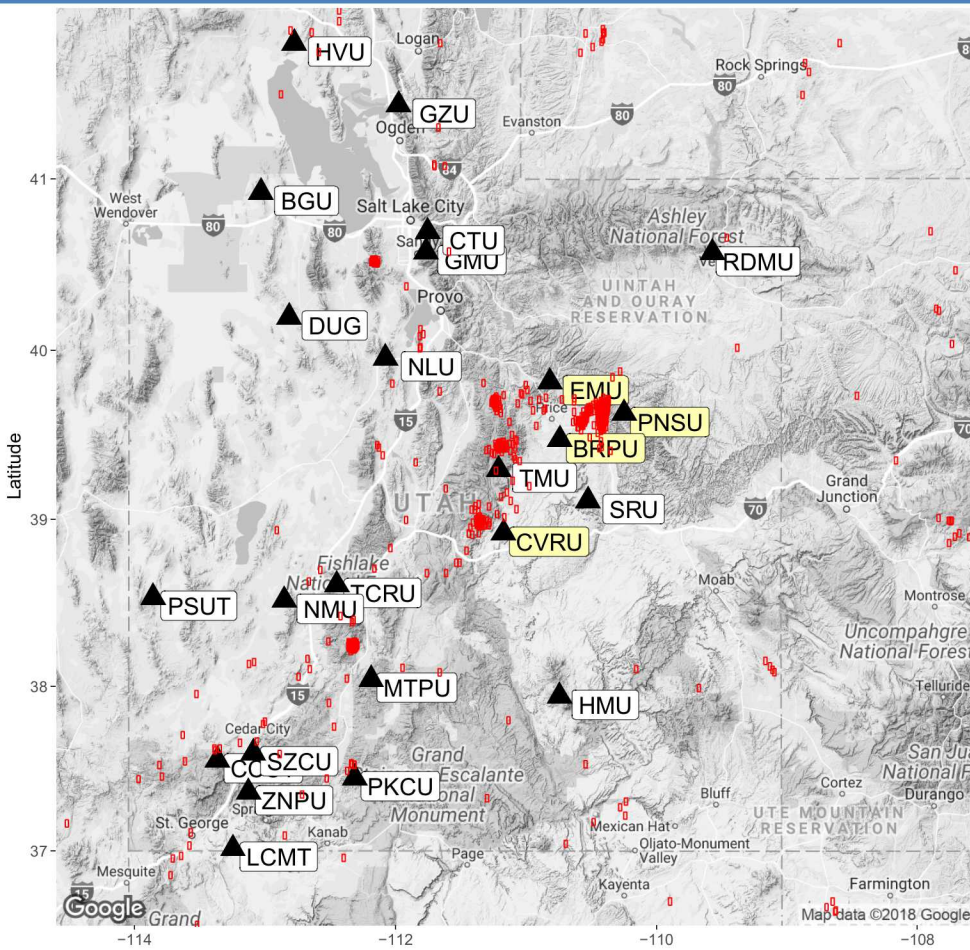 Logan
HVU
Rock Springs
80
80
GZU
Ogden
Evanston
80
84
41
BGU
West
Wendover
Salt Lake City
Ashley
National Forest
80
80
CTU
GMU
RDMU
Provo
UINTAH
AND OURAY
RESERVATION
DUG
40
NLU
EMU
Price
PNSU
15
BRPU
70
TMU
Grand
Junction
UTAH
SRU
70
39
CVRU
Fishlake
TCRU
Moab
PSUT
NMU
Montrose
Uncompahgre
National Forest
38
MTPU
Telluride
15
HMU
Cedar City
SZCU
Grand
San Ju
National F
Escalante
PKCU
Cortez
Durango
ZNPU
Monument
Bluff
St. George
UTE MOUNTAIN
RESERVATION
Mexican Hat
Kanab
37
LCMT
Page
Oljato-Monument
Valley
Mesquite
Kayenta
Farmington
15
Google
Grand
Map data ©2018 Google
−114
−112
−110
−108
Latitude